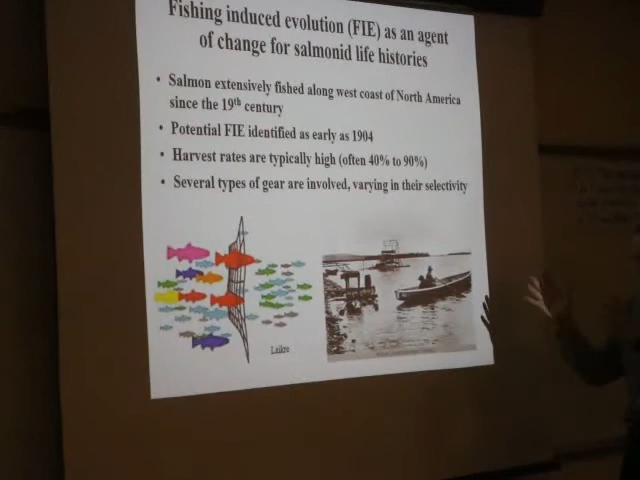 Fishing induced evolution (FIE) as an agent
of change for salmonid life histories
• Salmon extensively fished along west coast of North America
since the 19th century
• Potential FIE identified as early as 1904
• Harvest rates are typically high (often 40% to 90%)
• Several types of gear are involved, varying in their selectivity
Laikre